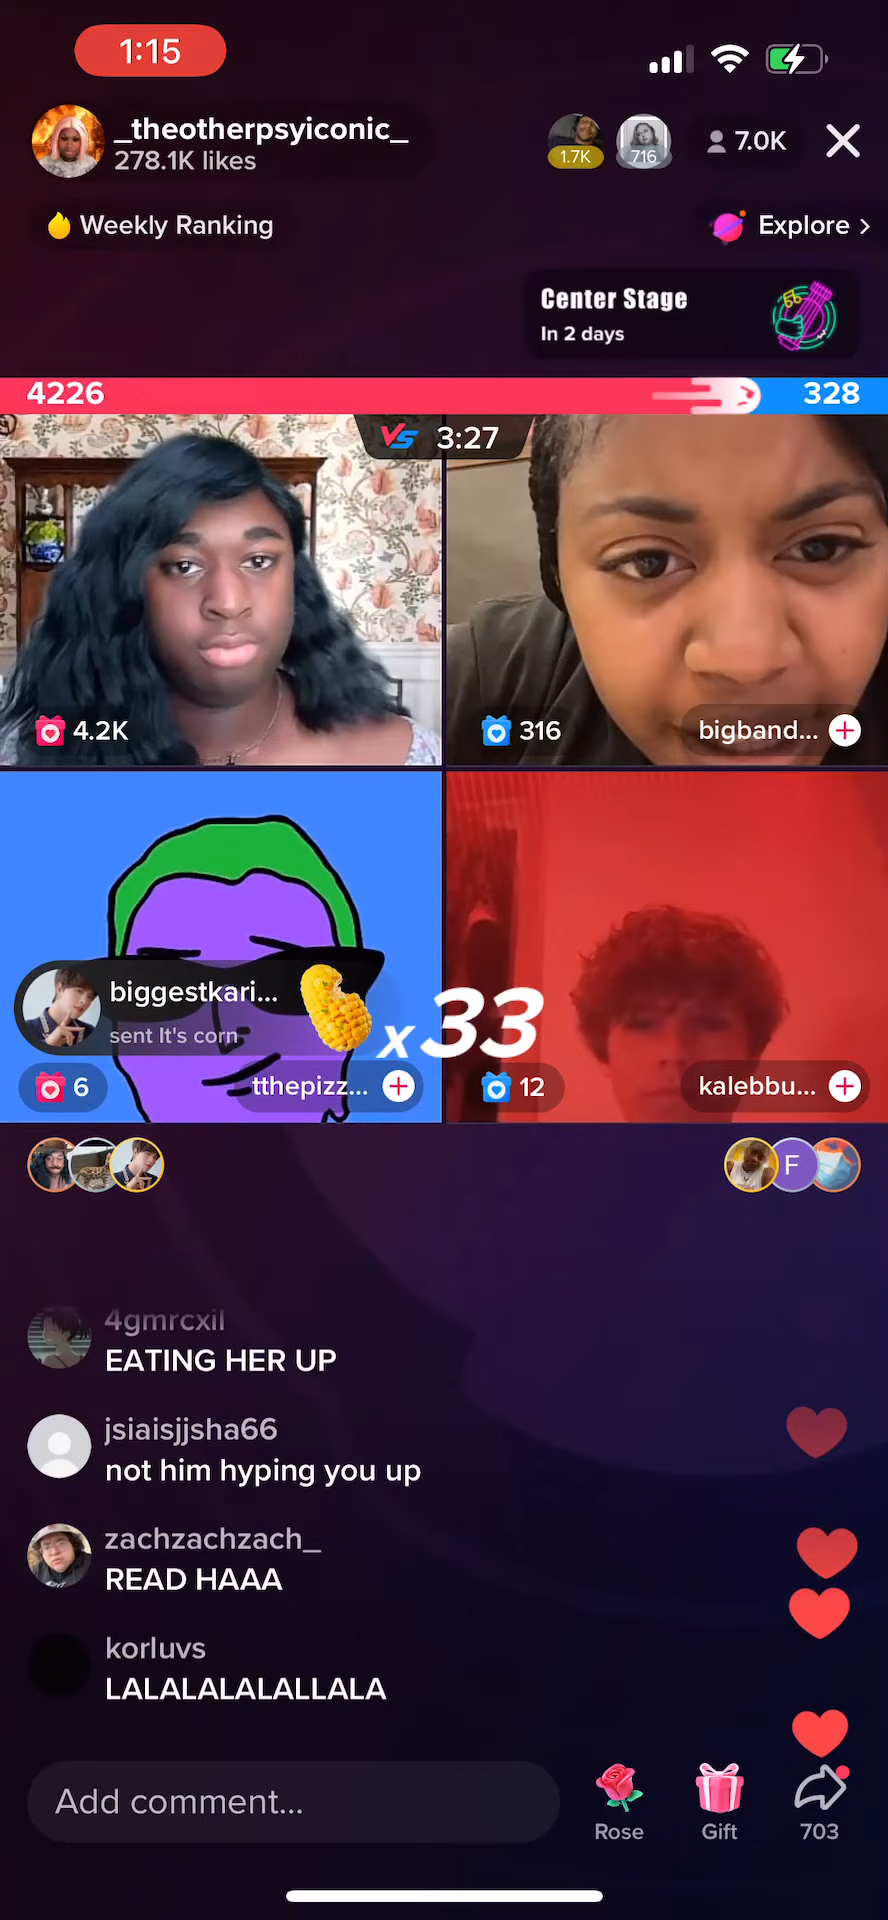 1:15
_theotherpsyiconic_
278.1K likes
1.7K
716
7.0K
Weekly Ranking
Explore >
Center Stage
In 2 days
4226
328
VS 3:27
4.2K
316
bigband...
biggestkari...
sent It's corn
x33
6
tthepizz...
12
kalebbu...
F
4gmrcxil
EATING HER UP
jsiaisjjsha66
not him hyping you up
zachzachzach_
READ HAAA
korluvs
LALALALALALLALA
Add comment...
Rose
Gift
703